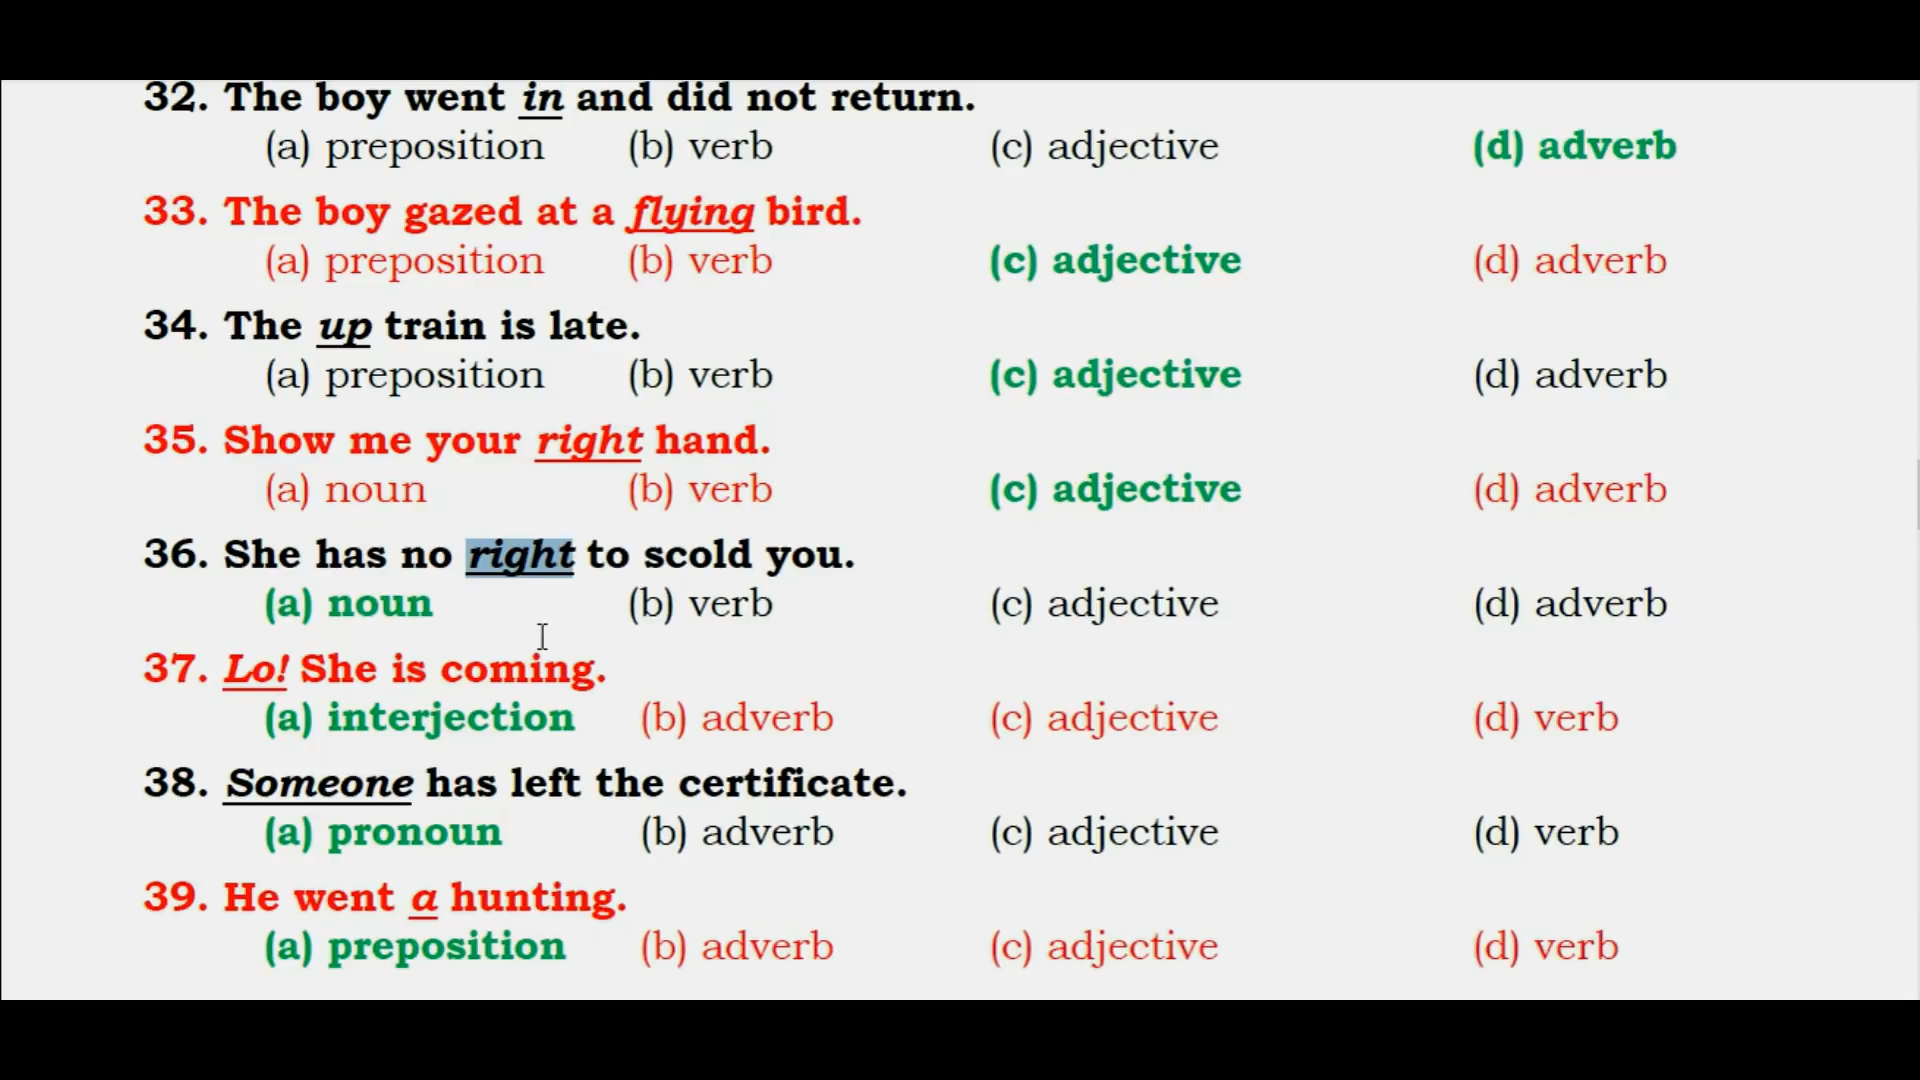 32. The boy went in and did not return.
(a) preposition (b) verb (c) adjective (d) adverb
33. The boy gazed at a flying bird.
(a) preposition (b) verb (c) adjective (d) adverb
34. The up train is late.
(a) preposition (b) verb (c) adjective (d) adverb
35. Show me your right hand.
(a) noun (b) verb (c) adjective (d) adverb
36. She has no right to scold you.
(a) noun (b) verb (c) adjective (d) adverb
37. Lo! She is coming.
(a) interjection (b) adverb (c) adjective (d) verb
38. Someone has left the certificate.
(a) pronoun (b) adverb (c) adjective (d) verb
39. He went a hunting.
(a) preposition (b) adverb (c) adjective (d) verb